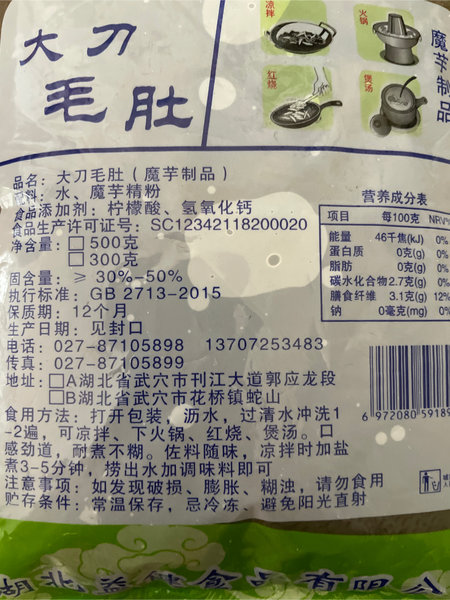 大刀
毛肚
凉拌
火锅
红烧
煲汤
魔芋制品
品名：大刀毛肚（魔芋制品）
配料：水、魔芋精粉
食品添加剂：柠檬酸、氢氧化钙
食品生产许可证号：SC12342118200020
净含量：□500克
□300克
固含量：≥ 30%-50%
执行标准：GB 2713-2015
保质期：12个月
生产日期：见封口
电话：027-87105898 13707253483
传真：027-87105899
地址：□A湖北省武穴市刊江大道郭应龙段
□B湖北省武穴市花桥镇蛇山
食用方法：打开包装，沥水，过清水冲洗1
-2遍，可凉拌、下火锅、红烧、煲汤。口
感劲道，耐煮不糊。佐料随味，凉拌时加盐
煮3-5分钟，捞出水加调味料即可
注意事项：如发现破损、膨胀、糊浊，请勿食用
贮存条件：常温保存，忌冷冻，避免阳光直射
营养成分表
项目 每100克 NRV%
能量 46千焦(kJ) 0%
蛋白质 0克(g) 0%
脂肪 0克(g) 0%
碳水化合物 2.7克(g) 0%
膳食纤维 3.1克(g) 12%
钠 0毫克(mg) 0%
6 972080 59189
湖北益健食品有限公